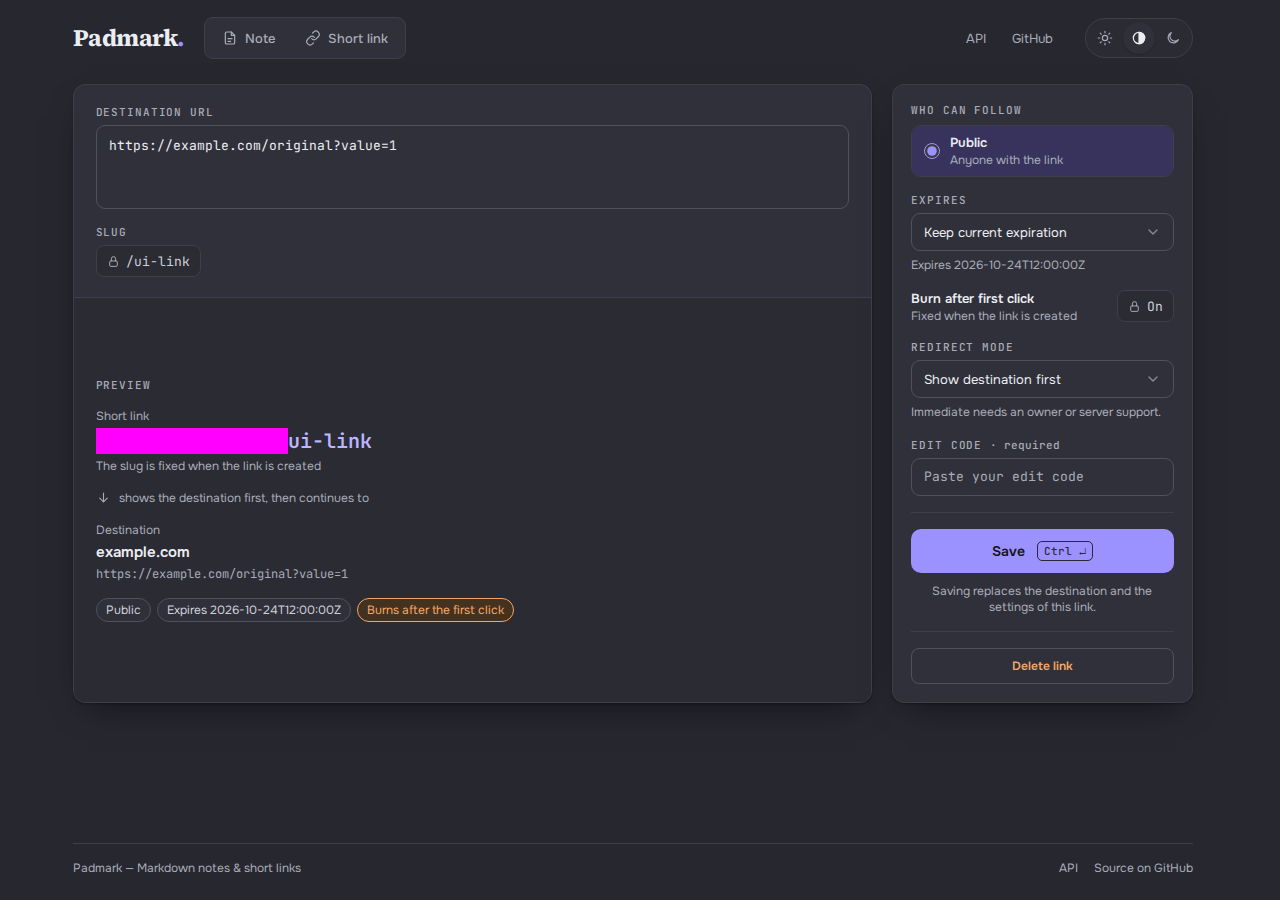 Padmark.
Note
Short link
API
GitHub
DESTINATION URL
https://example.com/original?value=1
SLUG
/ui-link
PREVIEW
Short link
ui-link
The slug is fixed when the link is created
shows the destination first, then continues to
Destination
example.com
https://example.com/original?value=1
Public
Expires 2026-10-24T12:00:00Z
Burns after the first click
WHO CAN FOLLOW
Public
Anyone with the link
EXPIRES
Keep current expiration
Expires 2026-10-24T12:00:00Z
Burn after first click
Fixed when the link is created
On
REDIRECT MODE
Show destination first
Immediate needs an owner or server support.
EDIT CODE · required
Paste your edit code
Save Ctrl ↵
Saving replaces the destination and the
settings of this link.
Delete link
Padmark — Markdown notes & short links
API
Source on GitHub